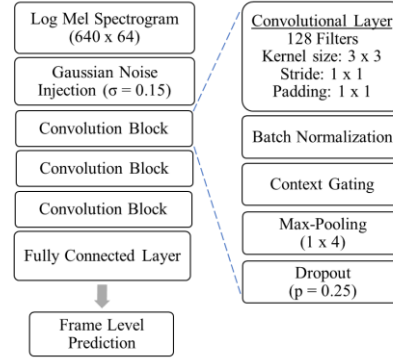 Log Mel Spectrogram
(640 x 64)
Gaussian Noise
Injection (σ = 0.15)
Convolution Block
Convolution Block
Convolution Block
Fully Connected Layer
Frame Level
Prediction
Convolutional Layer
128 Filters
Kernel size: 3 x 3
Stride: 1 x 1
Padding: 1 x 1
Batch Normalization
Context Gating
Max-Pooling
(1 x 4)
Dropout
(p = 0.25)